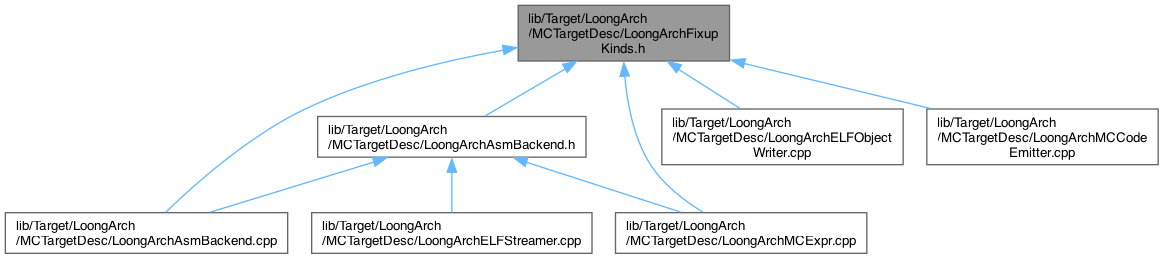 lib/Target/LoongArch
/MCTargetDesc/LoongArchFixup
Kinds.h
lib/Target/LoongArch
/MCTargetDesc/LoongArchAsmBackend.h
lib/Target/LoongArch
/MCTargetDesc/LoongArchELFObject
Writer.cpp
lib/Target/LoongArch
/MCTargetDesc/LoongArchMCCode
Emitter.cpp
lib/Target/LoongArch
/MCTargetDesc/LoongArchAsmBackend.cpp
lib/Target/LoongArch
/MCTargetDesc/LoongArchELFStreamer.cpp
lib/Target/LoongArch
/MCTargetDesc/LoongArchMCExpr.cpp